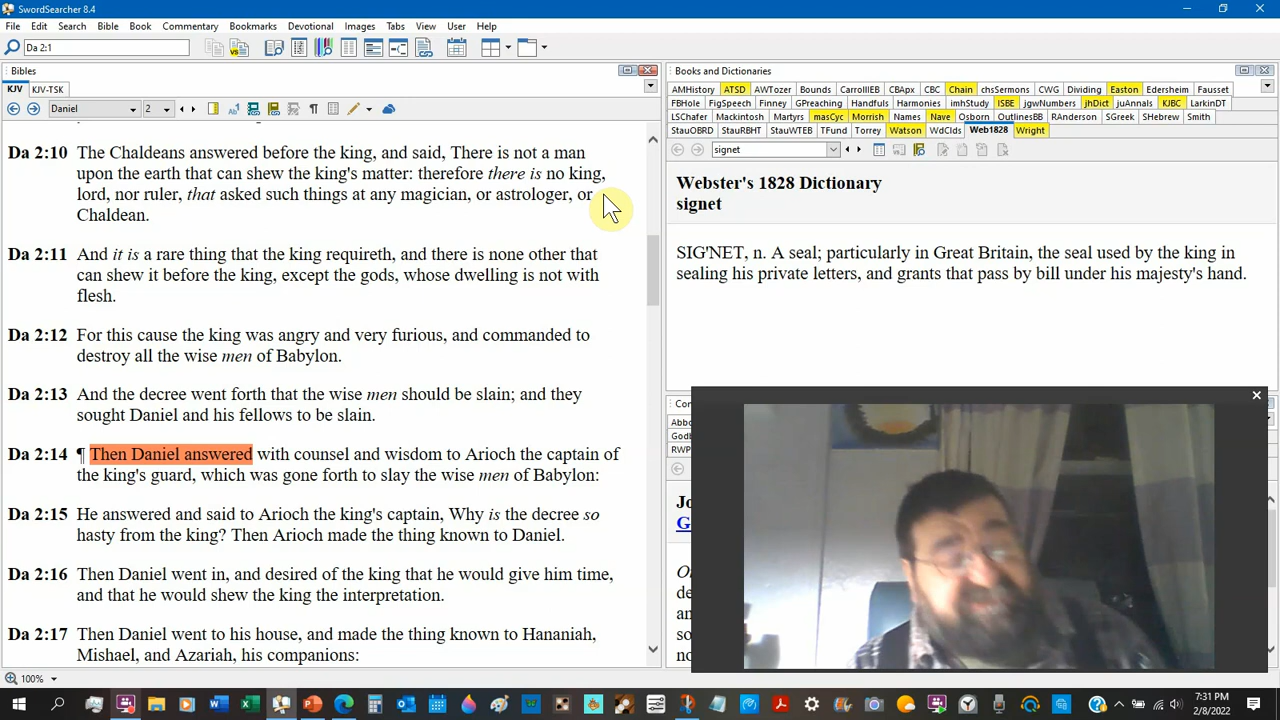 SwordSearcher 8.4
File Edit Search Bible Book Commentary Bookmarks Devotional Images Tabs View User Help
Da 2:1
Bibles
KJV KJV-TSK
Daniel 2
Da 2:10 The Chaldeans answered before the king, and said, There is not a man
upon the earth that can shew the king's matter: therefore there is no king,
lord, nor ruler, that asked such things at any magician, or astrologer, or
Chaldean.
Da 2:11 And it is a rare thing that the king requireth, and there is none other that
can shew it before the king, except the gods, whose dwelling is not with
flesh.
Da 2:12 For this cause the king was angry and very furious, and commanded to
destroy all the wise men of Babylon.
Da 2:13 And the decree went forth that the wise men should be slain; and they
sought Daniel and his fellows to be slain.
Da 2:14 ¶ Then Daniel answered with counsel and wisdom to Arioch the captain of
the king's guard, which was gone forth to slay the wise men of Babylon:
Da 2:15 He answered and said to Arioch the king's captain, Why is the decree so
hasty from the king? Then Arioch made the thing known to Daniel.
Da 2:16 Then Daniel went in, and desired of the king that he would give him time,
and that he would shew the king the interpretation.
Da 2:17 Then Daniel went to his house, and made the thing known to Hananiah,
Mishael, and Azariah, his companions:
100%
Books and Dictionaries
AMHistory ATSD AWTozer Bounds CarrollEB CBApx CBC Chain chsSermons CWG Dividing Easton Edersheim Fausset
FBHole FigSpeech Finney GPreaching Handfuls Harmonies imhStudy ISBE jgwNumbers jhDict juAnnals KJBC LarkinDT
LSChafer Mackintosh Martyrs masCyc Morrish Names Nave Osborn OutlinesBB RAnderson SGreek SHebrew Smith
StauOBRD StauRBHT StauWTEB TFund Torrey Watson WdClds Web1828 Wright
signet
Webster's 1828 Dictionary
signet
SIG'NET, n. A seal; particularly in Great Britain, the seal used by the king in
sealing his private letters, and grants that pass by bill under his majesty's hand.
7:31 PM
2/8/2022